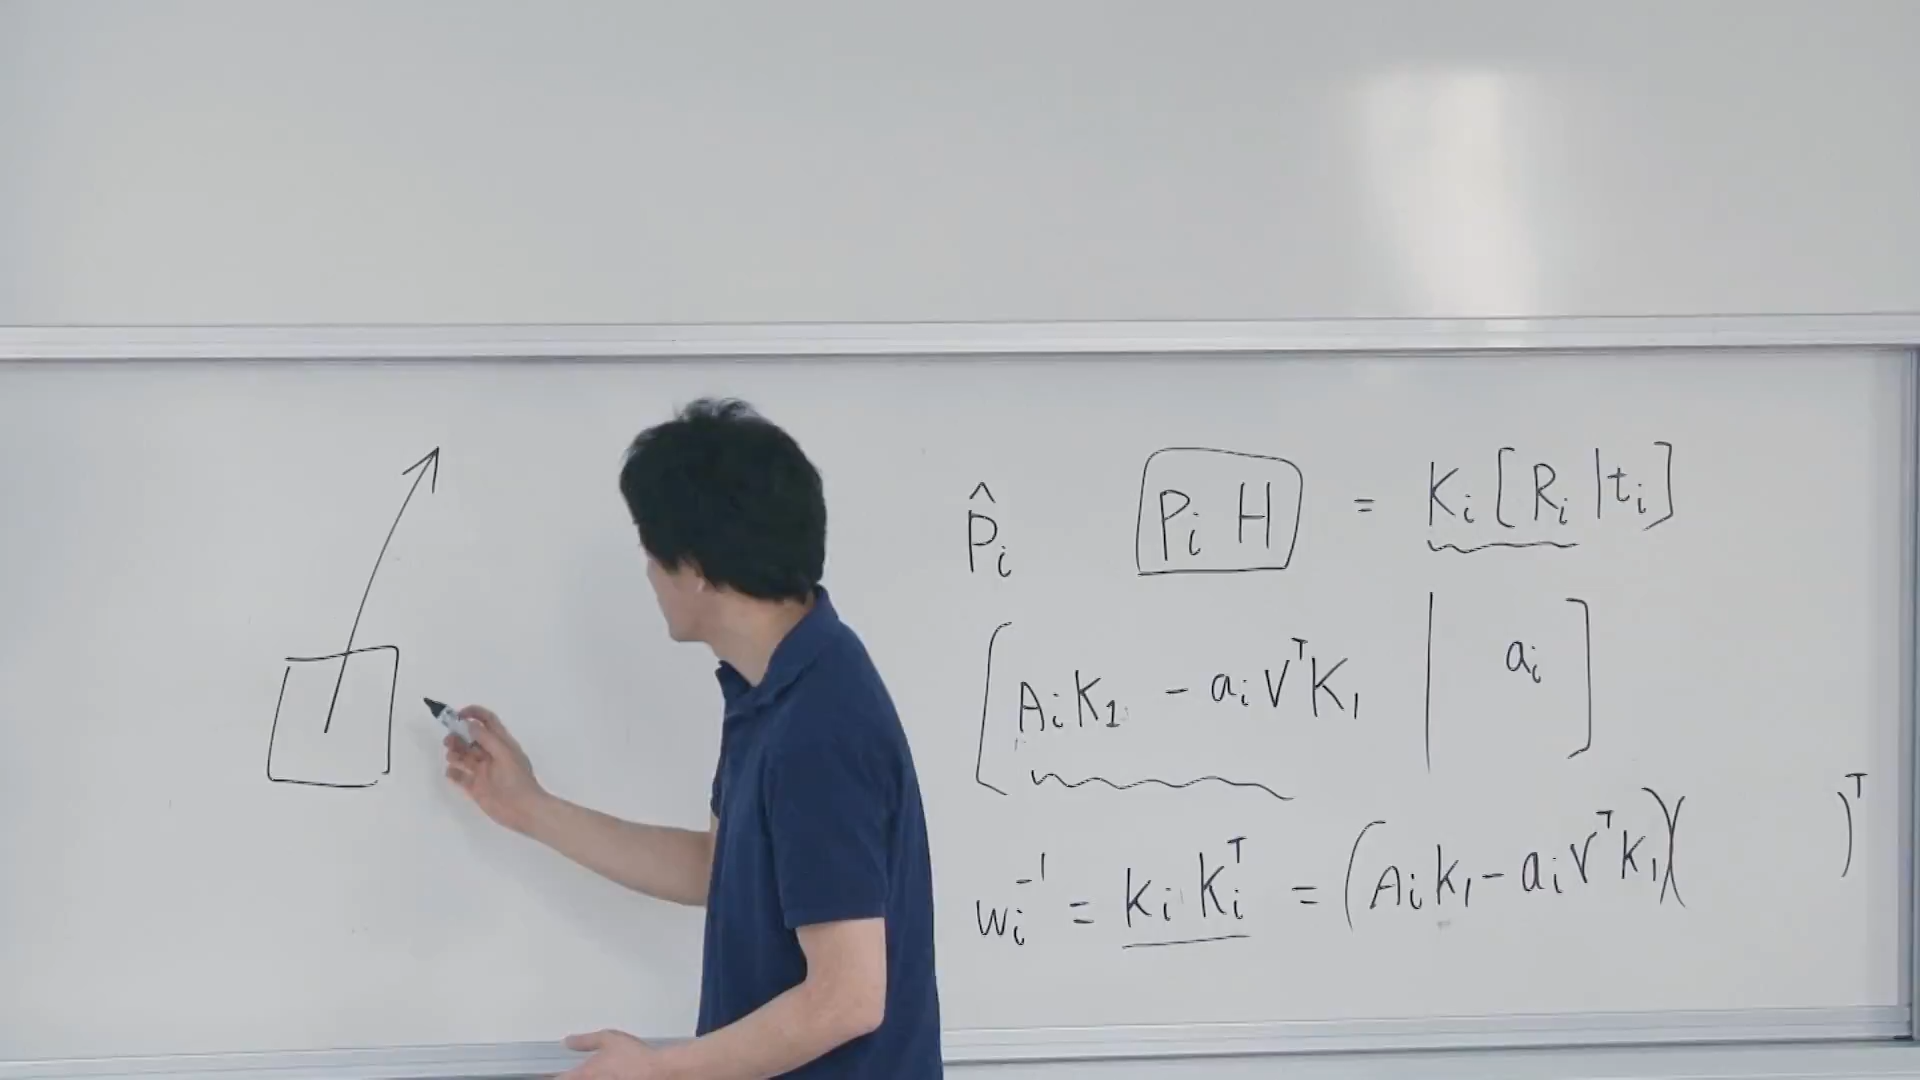 P̂ᵢ PᵢH = Kᵢ[Rᵢ|tᵢ]
[AᵢK₁ - aᵢVᵀK₁ | aᵢ]
wᵢ⁻¹ = KᵢKᵢᵀ = (AᵢK₁ - aᵢVᵀK₁)( )ᵀ